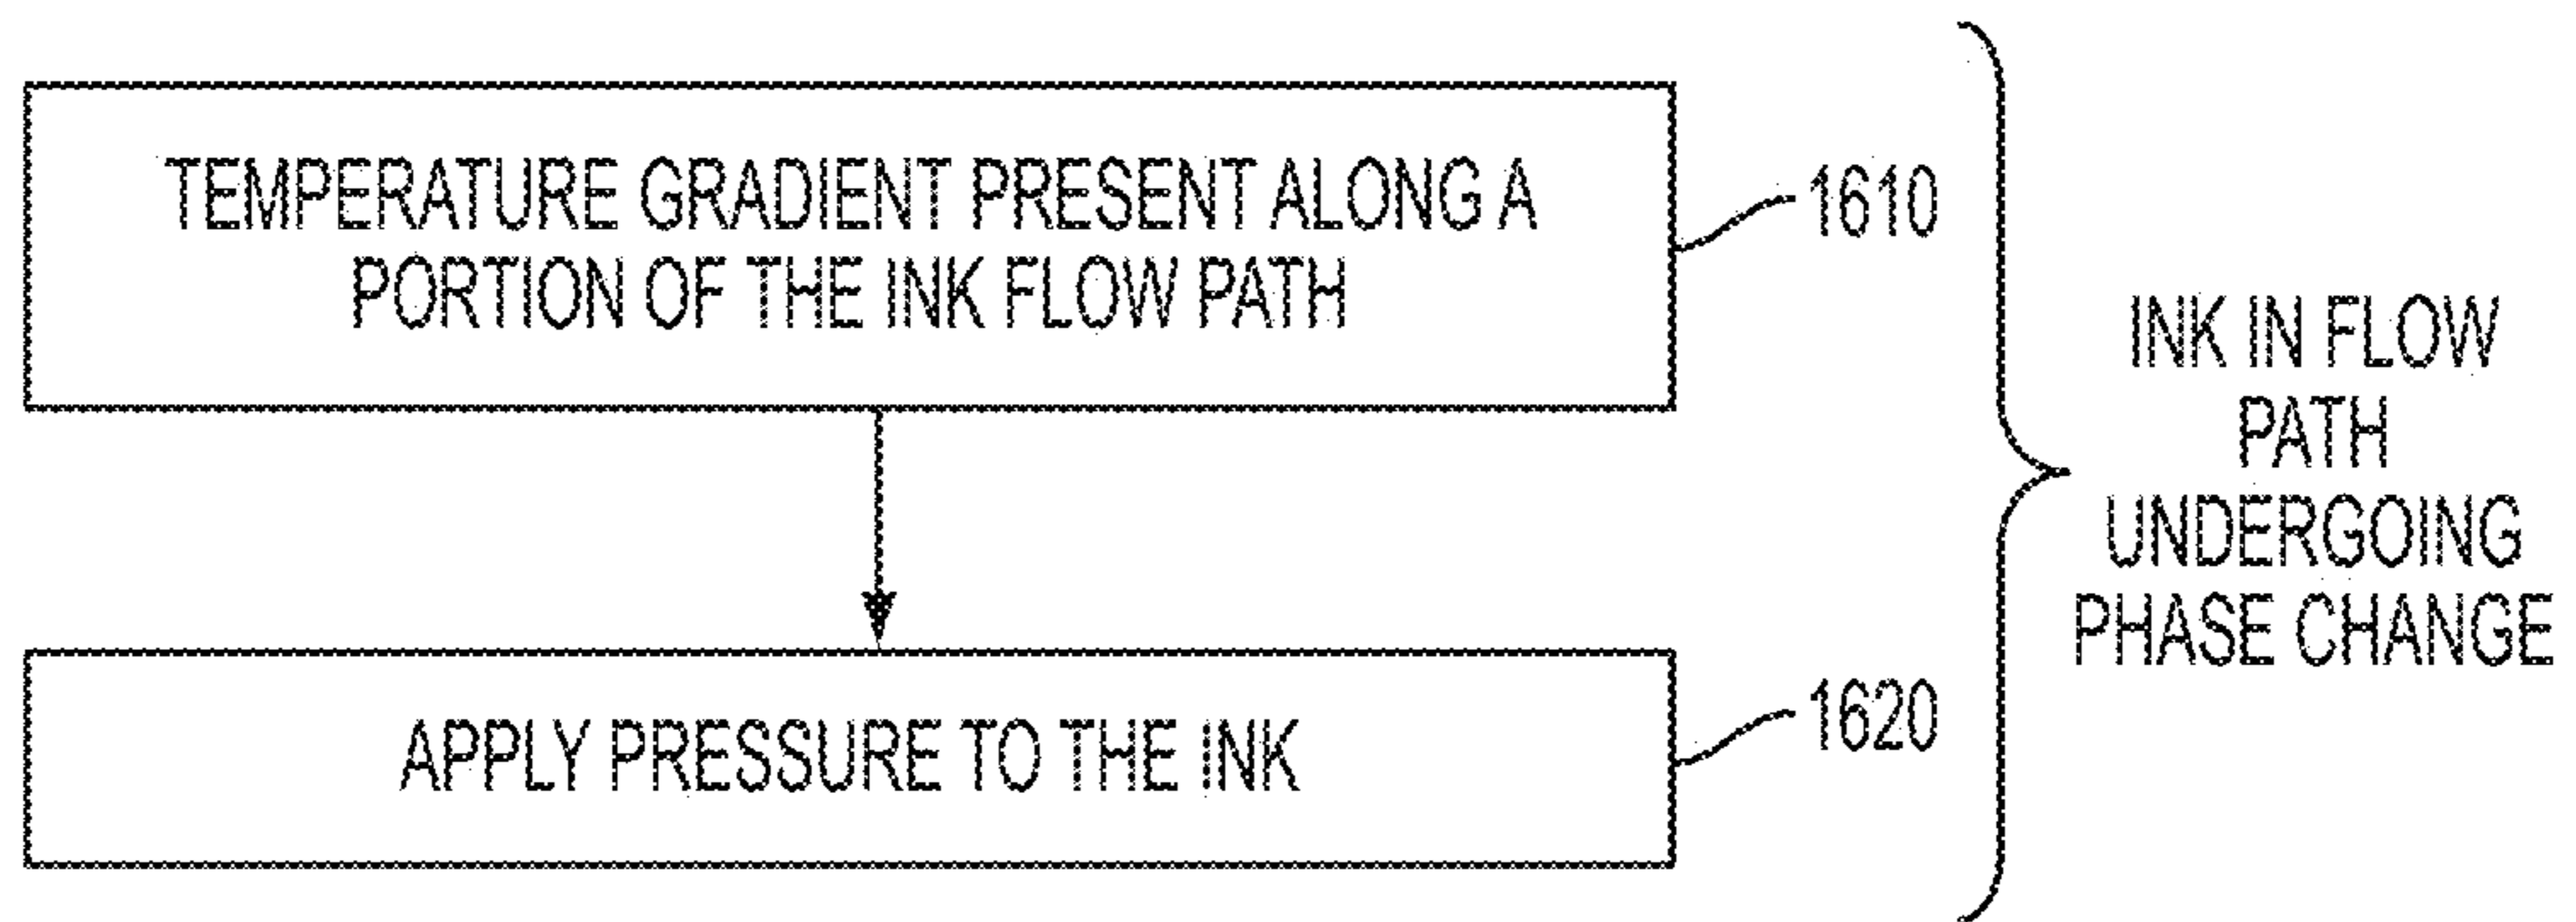 TEMPERATURE GRADIENT PRESENT ALONG A
PORTION OF THE INK FLOW PATH
1610
APPLY PRESSURE TO THE INK
1620
INK IN FLOW
PATH
UNDERGOING
PHASE CHANGE